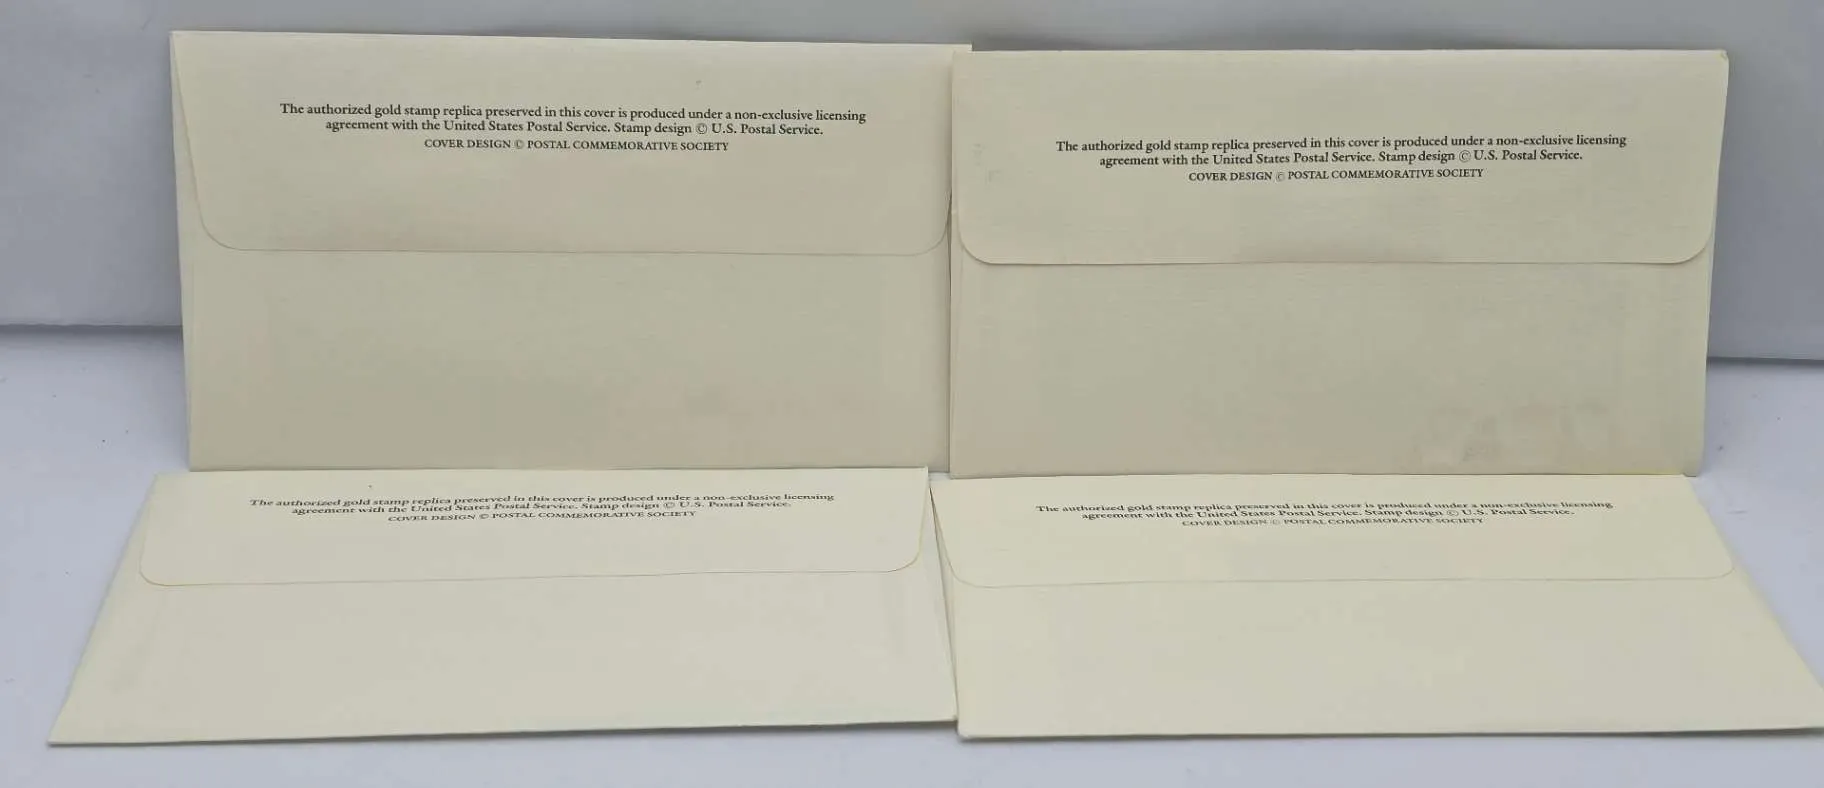 The authorized gold stamp replica preserved in this cover is produced under a non-exclusive licensing
agreement with the United States Postal Service. Stamp design © U.S. Postal Service.
COVER DESIGN © POSTAL COMMEMORATIVE SOCIETY
The authorized gold stamp replica preserved in this cover is produced under a non-exclusive licensing
agreement with the United States Postal Service. Stamp design © U.S. Postal Service.
COVER DESIGN © POSTAL COMMEMORATIVE SOCIETY
The authorized gold stamp replica preserved in this cover is produced under a non-exclusive licensing
agreement with the United States Postal Service. Stamp design © U.S. Postal Service.
COVER DESIGN © POSTAL COMMEMORATIVE SOCIETY
The authorized gold stamp replica preserved in this cover is produced under a non-exclusive licensing
agreement with the United States Postal Service. Stamp design © U.S. Postal Service.
COVER DESIGN © POSTAL COMMEMORATIVE SOCIETY